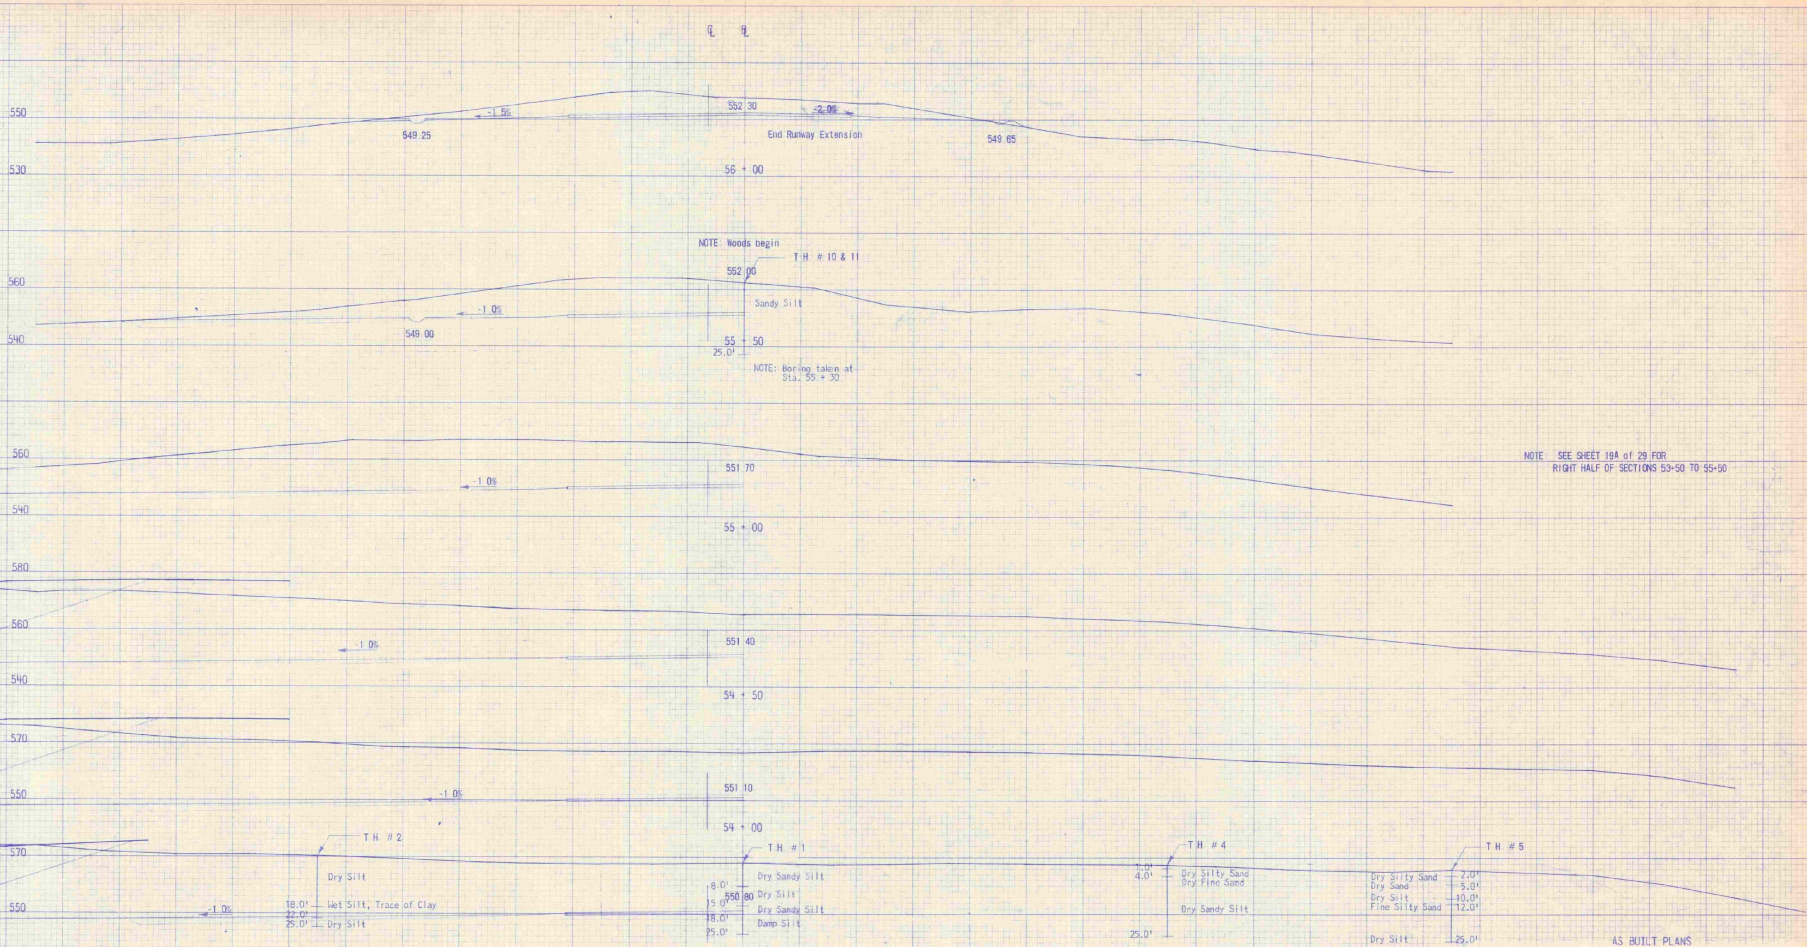 ℄ ℞
550
-1.5%
552 30
-2.0%
549 25
End Runway Extension
549 65
530
56 + 00
NOTE: Woods begin
T.H. # 10 & 11
552 00
560
Sandy Silt
-1 0%
549 00
540
55 + 50
25.0'
NOTE: Boring taken at
Sta. 55 + 30
560
551 70
NOTE SEE SHEET 19A of 29 FOR
RIGHT HALF OF SECTIONS 53+50 TO 55+50
-1 0%
540
55 + 00
580
560
551 40
-1 0%
540
54 + 50
570
551 10
-1 0%
550
54 + 00
T H. # 2
T H. # 1
T H. # 4
T H. # 5
570
Dry Silt
18.0' Wet Silt, Trace of Clay
22.0'
25.0' Dry Silt
-1 0%
550
Dry Sandy Silt
8.0'
550 80 Dry Silt
15 0'
Dry Sandy Silt
18.0'
Damp Silt
25.0'
1.0'
Dry Silty Sand
4.0'
Dry Fine Sand
Dry Sandy Silt
25.0'
Dry Silty Sand 2.0'
Dry Sand 5.0'
Dry Silt 10.0'
Fine Silty Sand 12.0'
Dry Silt 25.0'
AS BUILT PLANS